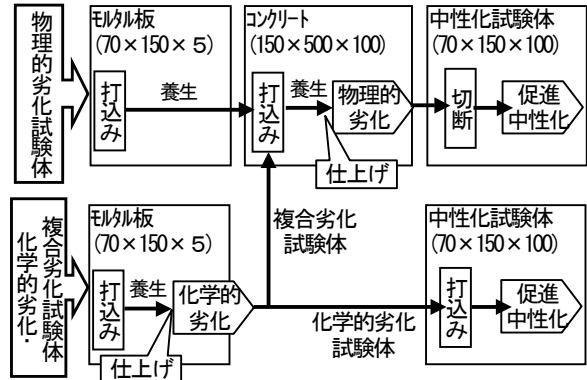 物理的劣化試験体
モルタル板
(70×150×5)
打込み
養生
コンクリート
(150×500×100)
打込み
養生
物理的
劣化
仕上げ
中性化試験体
(70×150×100)
切断
促進
中性化
化学的劣化・
複合劣化試験体
モルタル板
(70×150×5)
打込み
養生
化学的
劣化
仕上げ
複合劣化
試験体
化学的劣化
試験体
中性化試験体
(70×150×100)
打込み
促進
中性化